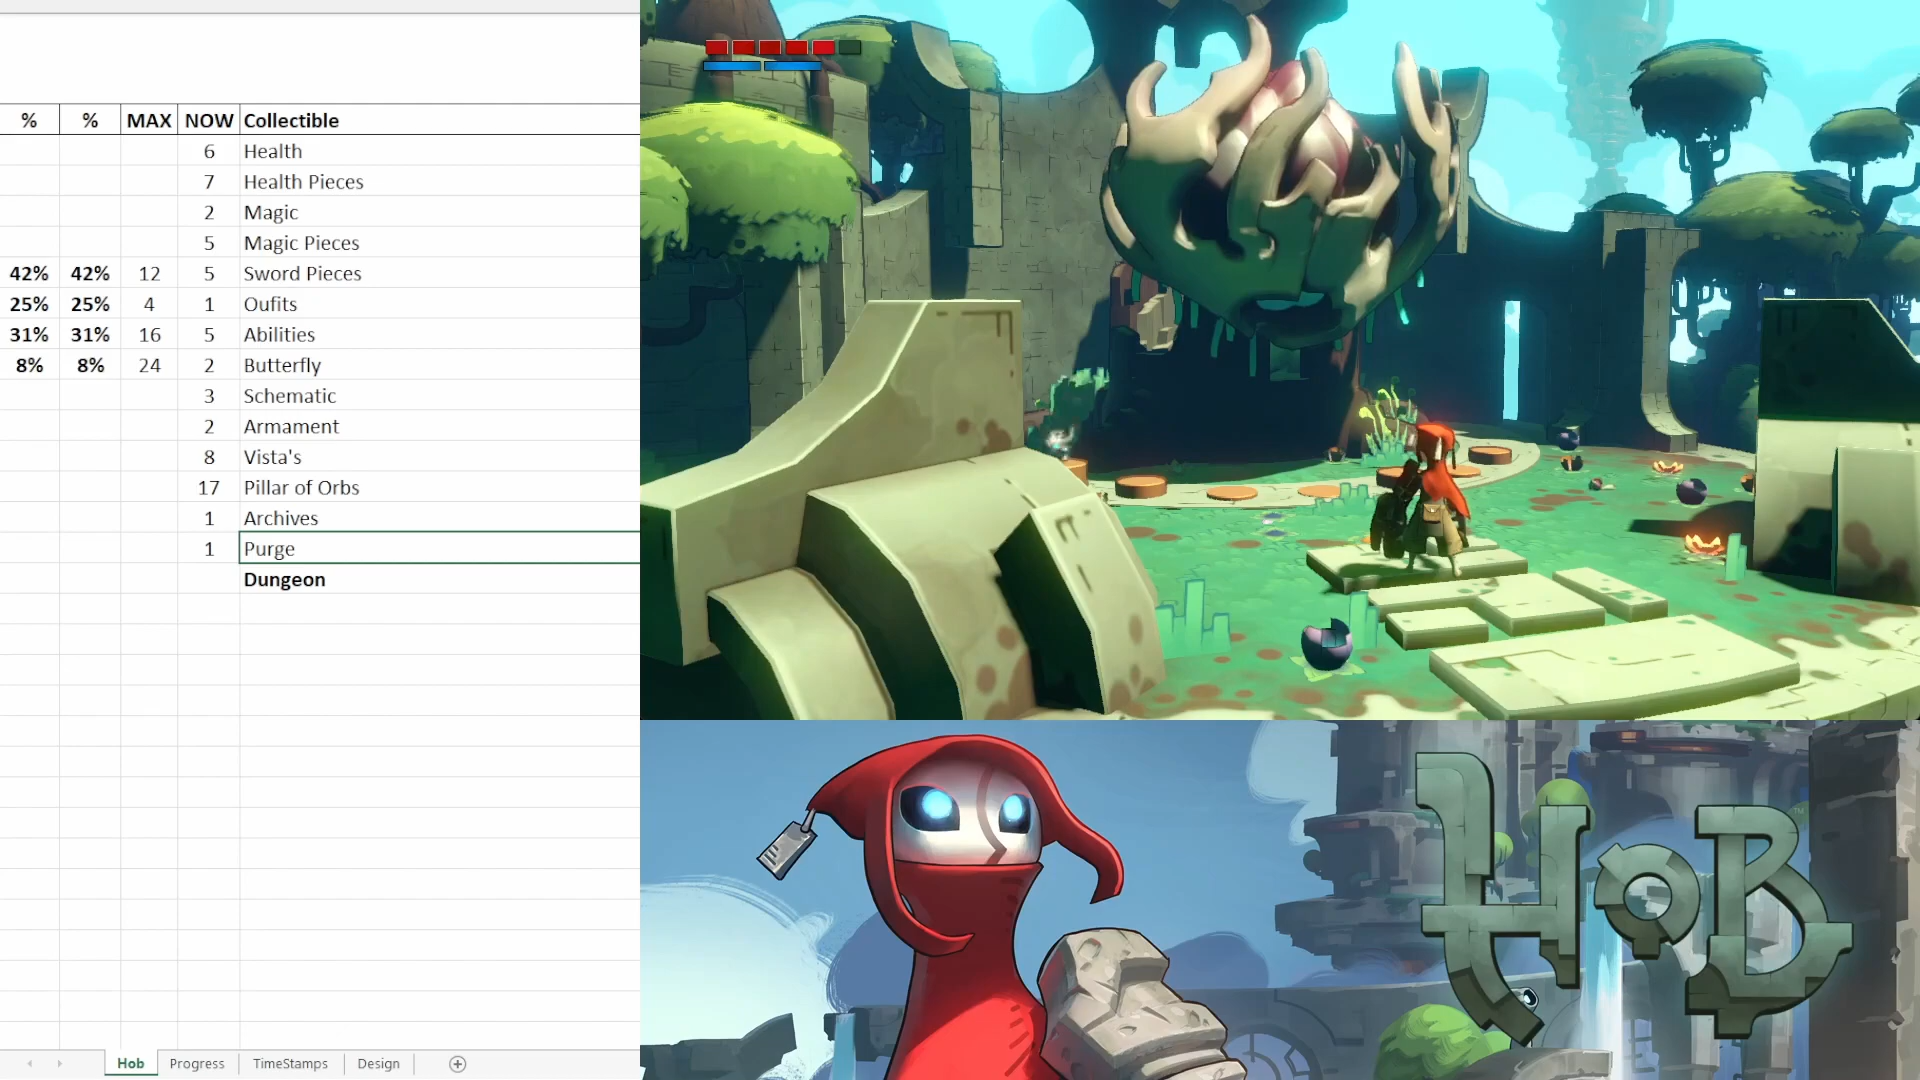 % % MAX NOW Collectible
6 Health
7 Health Pieces
2 Magic
5 Magic Pieces
42% 42% 12 5 Sword Pieces
25% 25% 4 1 Oufits
31% 31% 16 5 Abilities
8% 8% 24 2 Butterfly
3 Schematic
2 Armament
8 Vista's
17 Pillar of Orbs
1 Archives
1 Purge
Dungeon
Hob Progress TimeStamps Design
HOB
TM